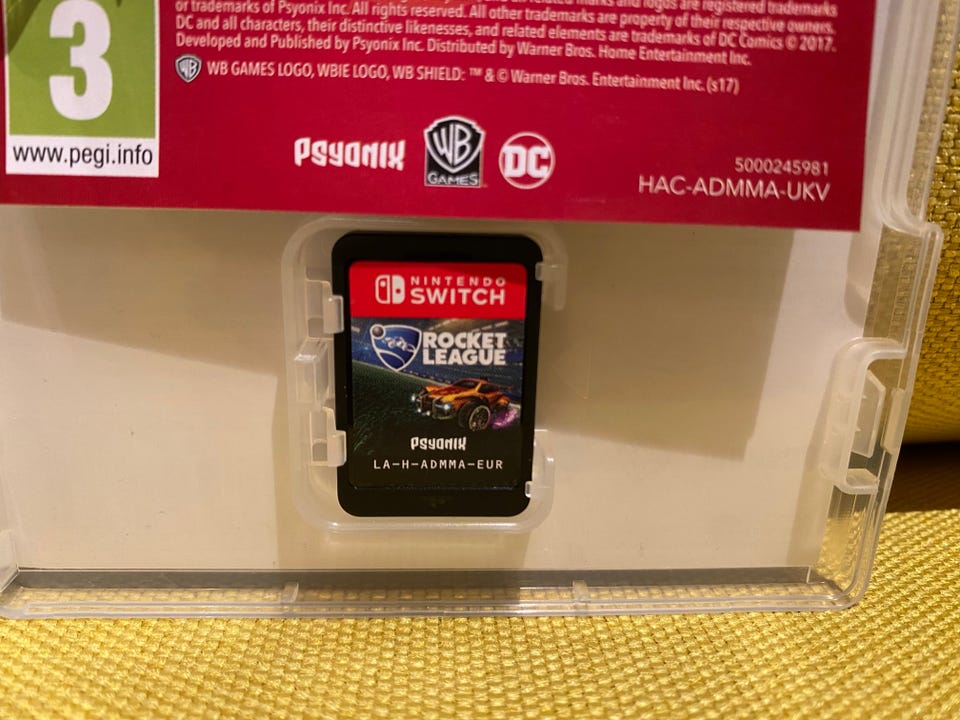 3
www.pegi.info
or trademarks of Psyonix Inc. All rights reserved. All other trademarks are property of their respective owners.
DC and all characters, their distinctive likenesses, and related elements are trademarks of DC Comics © 2017.
Developed and Published by Psyonix Inc. Distributed by Warner Bros. Home Entertainment Inc.
WB GAMES LOGO, WBIE LOGO, WB SHIELD: ™ & © Warner Bros. Entertainment Inc. (s17)
PSYONIX
WB
GAMES
DC
5000245981
HAC-ADMMA-UKV
NINTENDO
SWITCH
ROCKET
LEAGUE
PSYONIX
LA-H-ADMMA-EUR